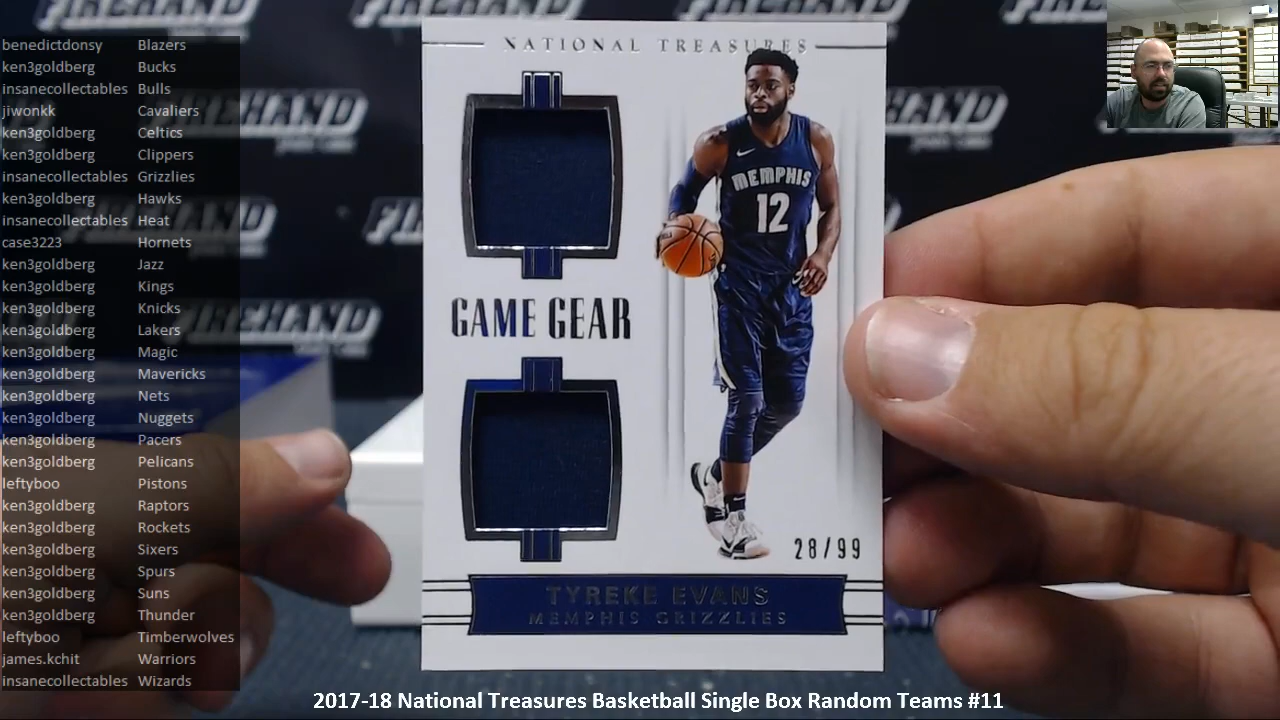 benedictdonsy Blazers
ken3goldberg Bucks
insanecollectables Bulls
jiwonkk Cavaliers
ken3goldberg Celtics
ken3goldberg Clippers
insanecollectables Grizzlies
ken3goldberg Hawks
insanecollectables Heat
case3223 Hornets
ken3goldberg Jazz
ken3goldberg Kings
ken3goldberg Knicks
ken3goldberg Lakers
ken3goldberg Magic
ken3goldberg Mavericks
ken3goldberg Nets
ken3goldberg Nuggets
ken3goldberg Pacers
ken3goldberg Pelicans
leftyboo Pistons
ken3goldberg Raptors
ken3goldberg Rockets
ken3goldberg Sixers
ken3goldberg Spurs
ken3goldberg Suns
ken3goldberg Thunder
leftyboo Timberwolves
james.kchit Warriors
insanecollectables Wizards
NATIONAL TREASURES
MEMPHIS
12
GAME GEAR
28/99
TYREKE EVANS
MEMPHIS GRIZZLIES
FIREHAND
2017-18 National Treasures Basketball Single Box Random Teams #11